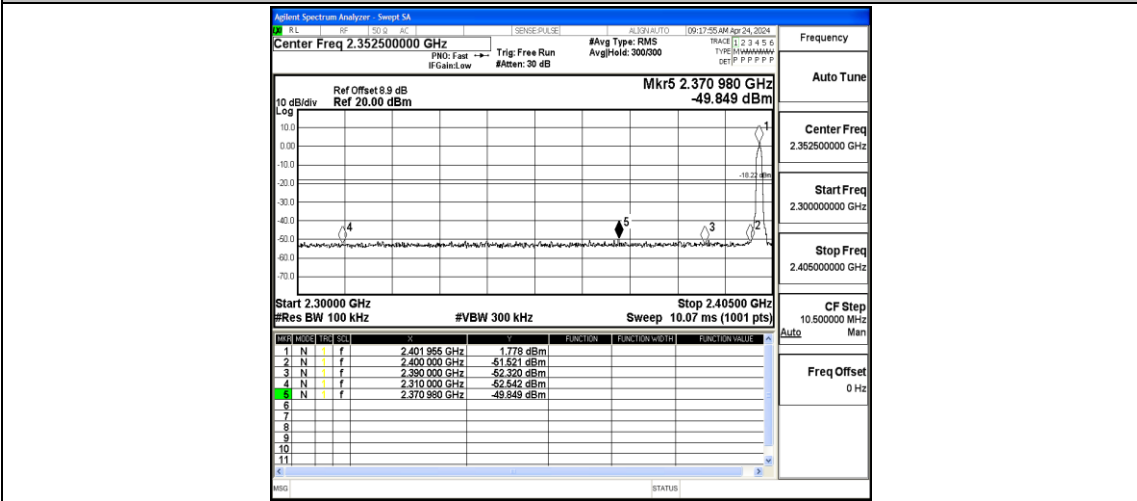 Agilent Spectrum Analyzer - Swept SA
RL RF 50 Ω AC SENSE:PULSE ALIGN AUTO 09:17:55 AM Apr 24, 2024
Center Freq 2.352500000 GHz
PNO: Fast
IFGain:Low
Trig: Free Run
#Atten: 30 dB
#Avg Type: RMS
Avg|Hold: 300/300
TRACE 1 2 3 4 5 6
TYPE M W W W W W
DET P P P P P P
Frequency
Auto Tune
Center Freq
2.352500000 GHz
Start Freq
2.300000000 GHz
Stop Freq
2.405000000 GHz
CF Step
10.500000 MHz
Auto Man
Freq Offset
0 Hz
Mkr5 2.370 980 GHz
-49.849 dBm
Ref Offset 8.9 dB
10 dB/div Ref 20.00 dBm
Log
10.0
0.00
-10.0
-20.0
-30.0
-40.0
-50.0
-60.0
-70.0
1
-18.22 dBm
4
5
3
2
Start 2.30000 GHz Stop 2.40500 GHz
#Res BW 100 kHz #VBW 300 kHz Sweep 10.07 ms (1001 pts)
MKR MODE TRC SCL X Y FUNCTION FUNCTION WIDTH FUNCTION VALUE
1 N 1 f 2.401 955 GHz 1.778 dBm
2 N 1 f 2.400 000 GHz -51.521 dBm
3 N 1 f 2.390 000 GHz -52.320 dBm
4 N 1 f 2.310 000 GHz -52.542 dBm
5 N 1 f 2.370 980 GHz -49.849 dBm
6
7
8
9
10
11
MSG STATUS